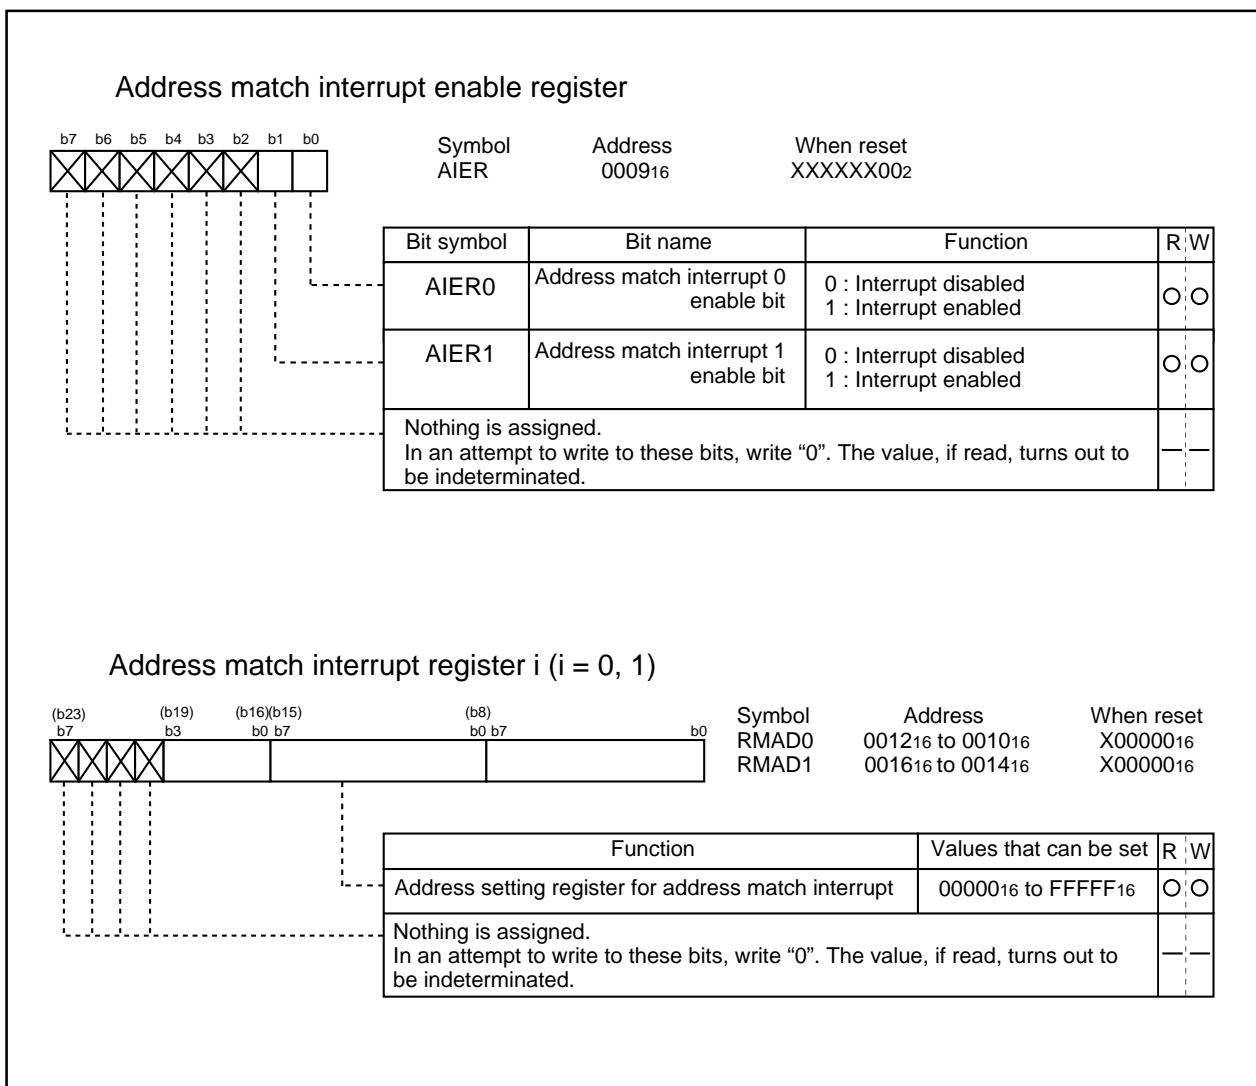 Address match interrupt enable register
b7 b6 b5 b4 b3 b2 b1 b0
Symbol Address When reset
AIER 000916 XXXXXX002
Bit symbol Bit name Function R W
AIER0 Address match interrupt 0 enable bit 0 : Interrupt disabled
1 : Interrupt enabled
AIER1 Address match interrupt 1 enable bit 0 : Interrupt disabled
1 : Interrupt enabled
Nothing is assigned.
In an attempt to write to these bits, write “0”. The value, if read, turns out to
be indeterminated.
Address match interrupt register i (i = 0, 1)
(b23) (b19) (b16)(b15) (b8)
b7 b3 b0 b7 b0 b7 b0
Symbol Address When reset
RMAD0 001216 to 001016 X0000016
RMAD1 001616 to 001416 X0000016
Function Values that can be set R W
Address setting register for address match interrupt 0000016 to FFFFF16
Nothing is assigned.
In an attempt to write to these bits, write “0”. The value, if read, turns out to
be indeterminated.